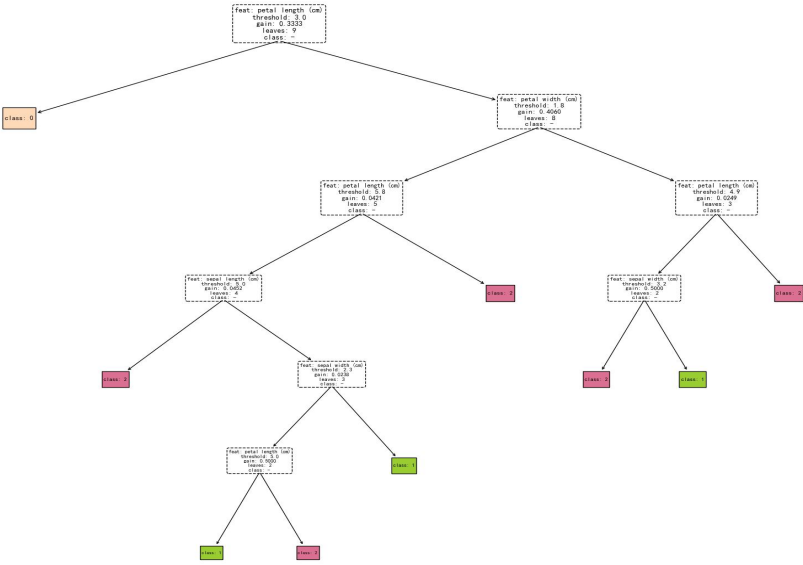 feat: petal length (cm)
threshold: 3.0
gain: 0.3333
leaves: 9
class: -
class: 0
feat: petal width (cm)
threshold: 1.8
gain: 0.4060
leaves: 8
class: -
feat: petal length (cm)
threshold: 5.8
gain: 0.0421
leaves: 5
class: -
feat: petal length (cm)
threshold: 4.9
gain: 0.0249
leaves: 3
class: -
feat: sepal length (cm)
threshold: 5.0
gain: 0.0452
leaves: 4
class: -
class: 2
feat: sepal width (cm)
threshold: 3.2
gain: 0.5000
leaves: 2
class: -
class: 2
class: 2
feat: sepal width (cm)
threshold: 2.3
gain: 0.0238
leaves: 3
class: -
class: 2
class: 1
feat: petal length (cm)
threshold: 5.0
gain: 0.5000
leaves: 2
class: -
class: 1
class: 1
class: 2